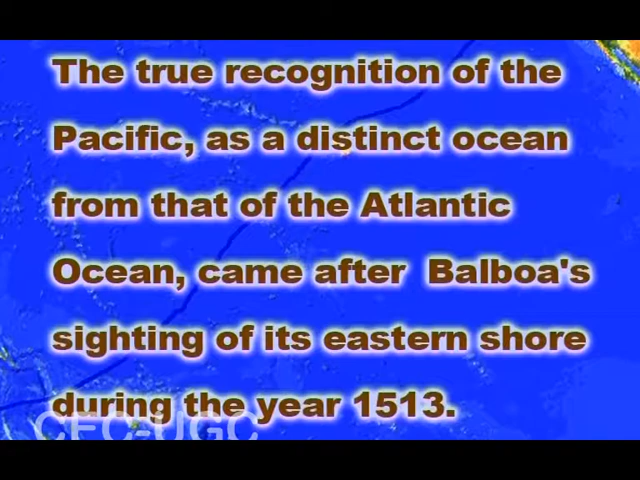 The true recognition of the
Pacific, as a distinct ocean
from that of the Atlantic
Ocean, came after Balboa's
sighting of its eastern shore
during the year 1513.
CEC-UGC